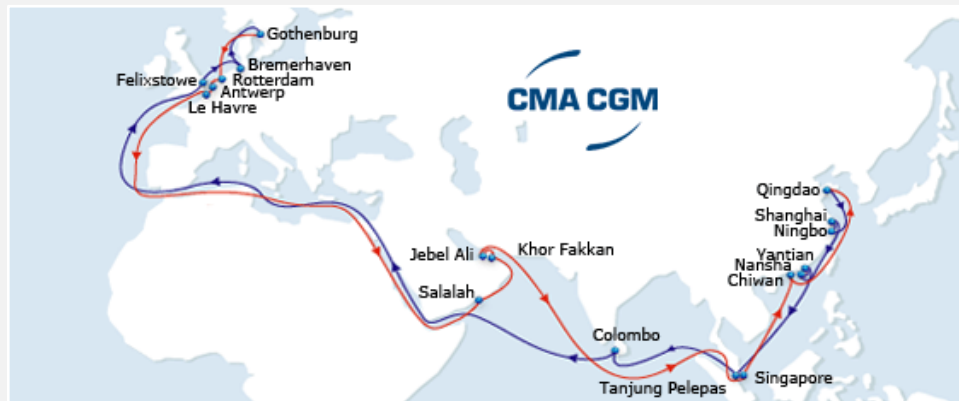 Gothenburg
Bremerhaven
Felixstowe
Rotterdam
Antwerp
Le Havre
CMA CGM
Qingdao
Shanghai
Ningbo
Yantian
Nansha
Chiwan
Jebel Ali
Khor Fakkan
Salalah
Colombo
Tanjung Pelepas
Singapore